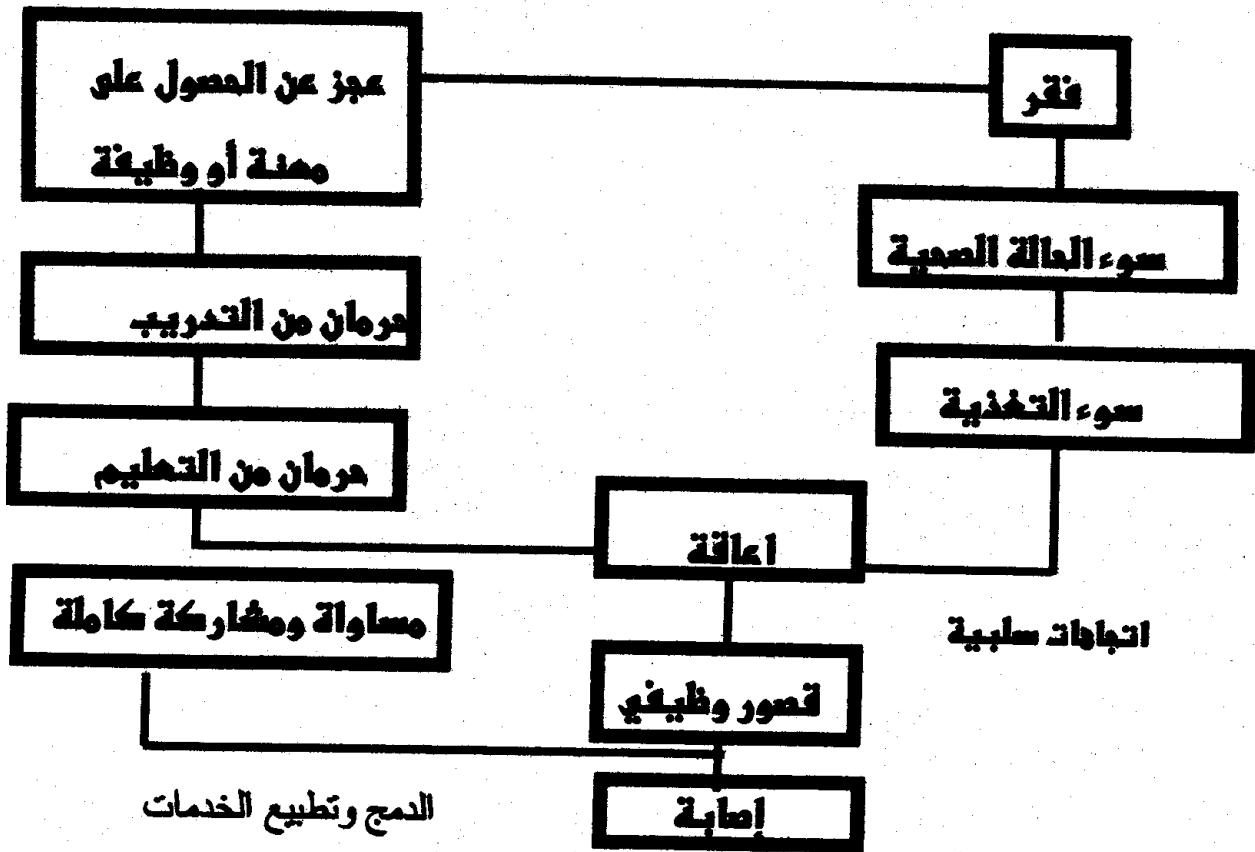 فقر
عجز عن الحصول على
مهنة أو وظيفة
سوء الحالة الصحية
حرمان من التدريب
سوء التغذية
حرمان من التعليم
اعاقة
مساواة ومشاركة كاملة
اتجاهات سلبية
قصور وظيفي
الدمج وتطبيع الخدمات
إصابة